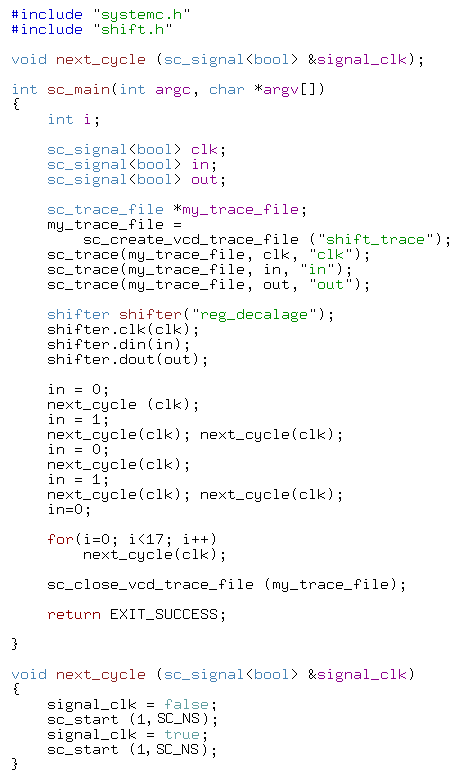 #include "systemc.h"
#include "shift.h"
void next_cycle (sc_signal<bool> &signal_clk);
int sc_main(int argc, char *argv[])
{
int i;
sc_signal<bool> clk;
sc_signal<bool> in;
sc_signal<bool> out;
sc_trace_file *my_trace_file;
my_trace_file =
sc_create_vcd_trace_file ("shift_trace");
sc_trace(my_trace_file, clk, "clk");
sc_trace(my_trace_file, in, "in");
sc_trace(my_trace_file, out, "out");
shifter shifter("reg_decalage");
shifter.clk(clk);
shifter.din(in);
shifter.dout(out);
in = 0;
next_cycle (clk);
in = 1;
next_cycle(clk); next_cycle(clk);
in = 0;
next_cycle(clk);
in = 1;
next_cycle(clk); next_cycle(clk);
in=0;
for(i=0; i<17; i++)
next_cycle(clk);
sc_close_vcd_trace_file (my_trace_file);
return EXIT_SUCCESS;
}
void next_cycle (sc_signal<bool> &signal_clk)
{
signal_clk = false;
sc_start (1, SC_NS);
signal_clk = true;
sc_start (1, SC_NS);
}